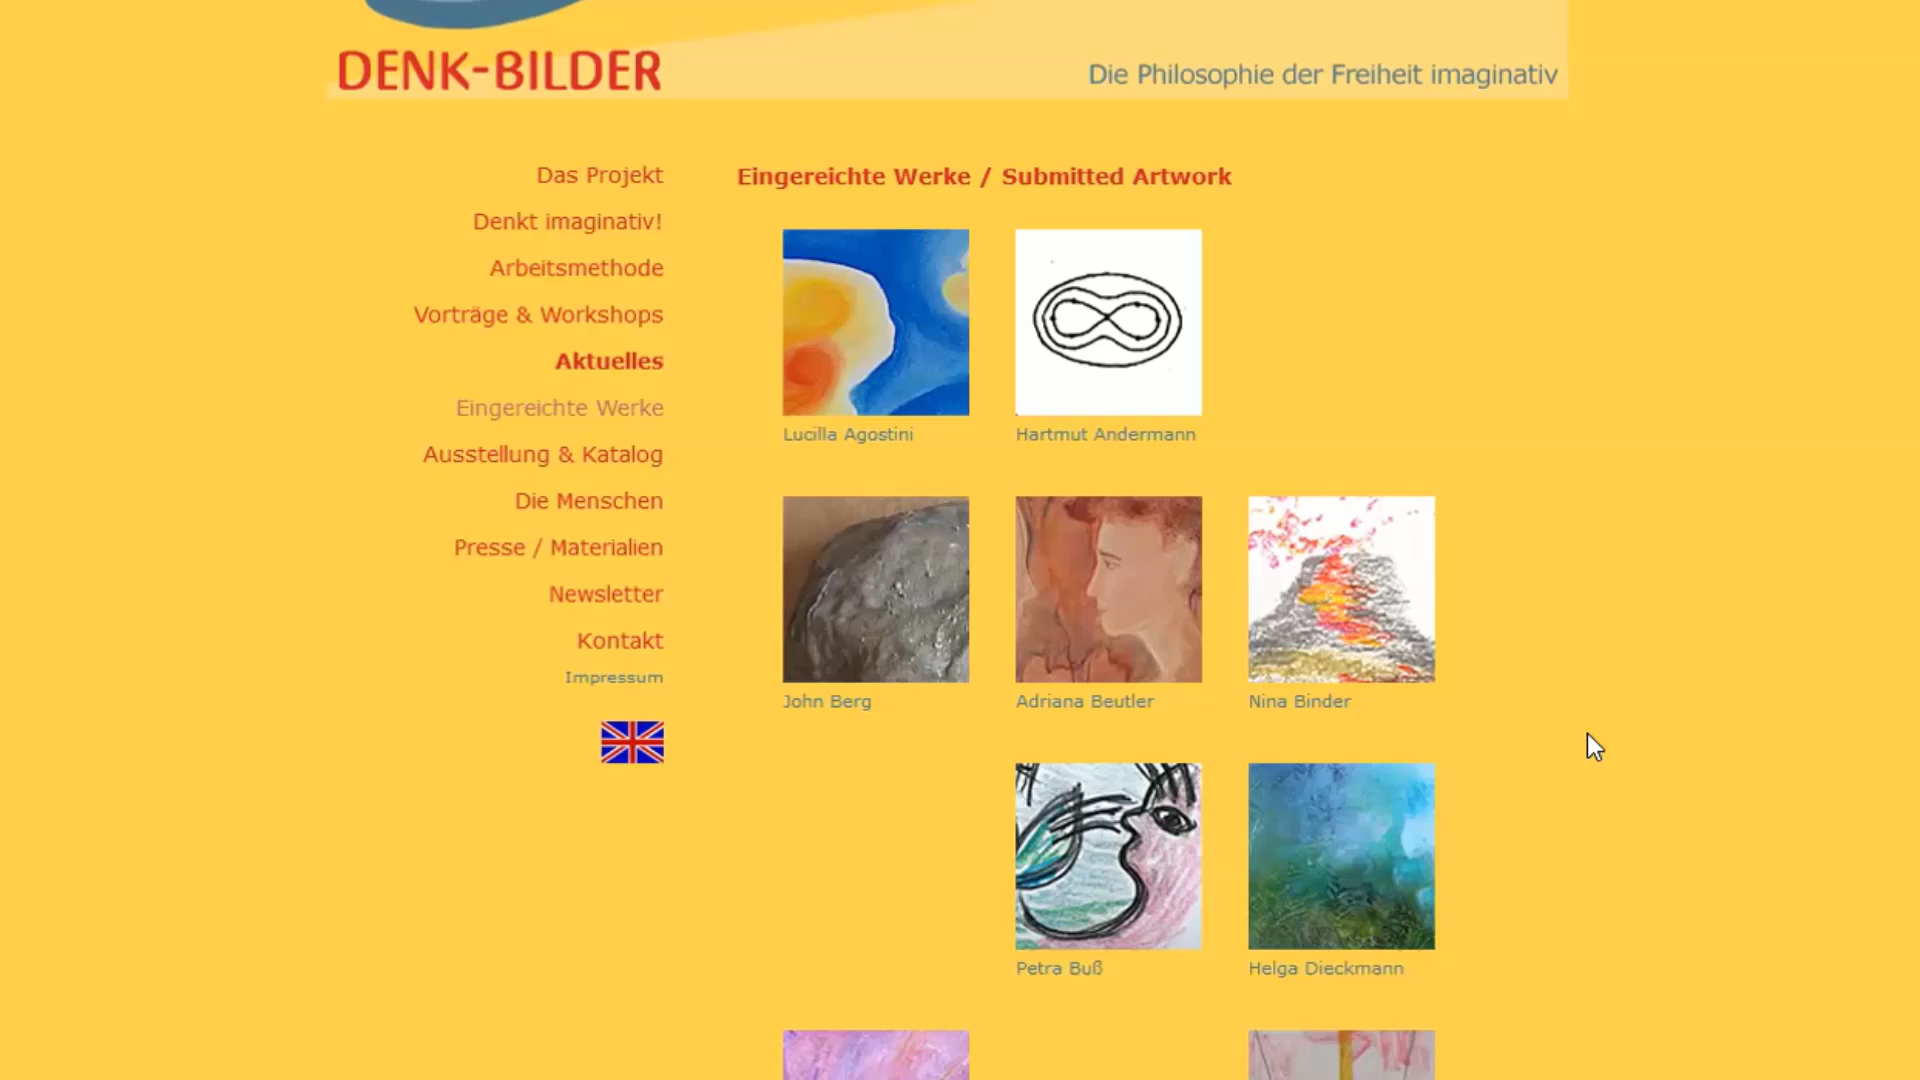 DENK-BILDER
Die Philosophie der Freiheit imaginativ
Das Projekt
Denkt imaginativ!
Arbeitsmethode
Vorträge & Workshops
Aktuelles
Eingereichte Werke
Ausstellung & Katalog
Die Menschen
Presse / Materialien
Newsletter
Kontakt
Impressum
Eingereichte Werke / Submitted Artwork
Lucilla Agostini
Hartmut Andermann
John Berg
Adriana Beutler
Nina Binder
Petra Buß
Helga Dieckmann